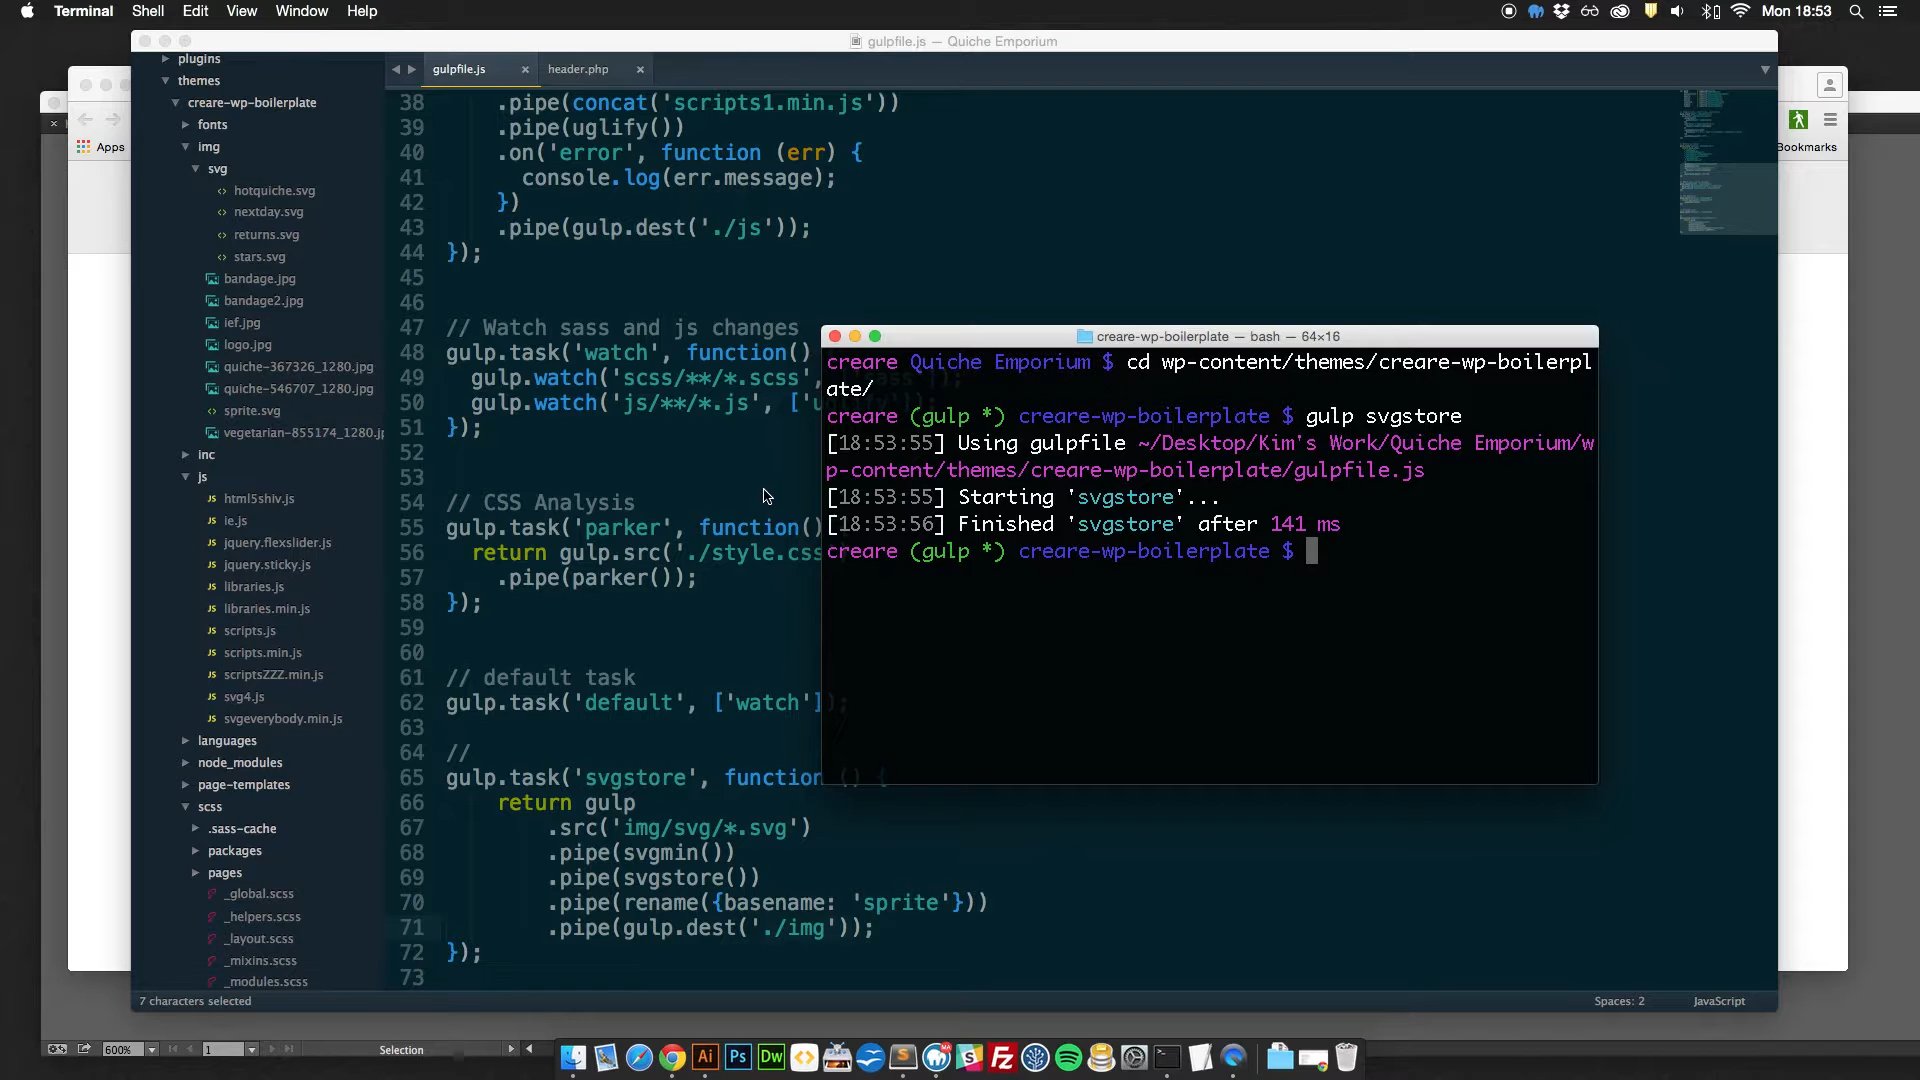 Terminal Shell Edit View Window Help
Mon 18:53
gulpfile.js — Quiche Emporium
Apps
Bookmarks
plugins
themes
creare-wp-boilerplate
fonts
img
svg
hotquiche.svg
nextday.svg
returns.svg
stars.svg
bandage.jpg
bandage2.jpg
ief.jpg
logo.jpg
quiche-367326_1280.jpg
quiche-546707_1280.jpg
sprite.svg
vegetarian-855174_1280.j
inc
js
html5shiv.js
ie.js
jquery.flexslider.js
jquery.sticky.js
libraries.js
libraries.min.js
scripts.js
scripts.min.js
scriptsZZZ.min.js
svg4.js
svgeverybody.min.js
languages
node_modules
page-templates
scss
.sass-cache
packages
pages
_global.scss
_helpers.scss
_layout.scss
_mixins.scss
_modules.scss
gulpfile.js × header.php ×
38 .pipe(concat('scripts1.min.js'))
39 .pipe(uglify())
40 .on('error', function (err) {
41 console.log(err.message);
42 })
43 .pipe(gulp.dest('./js'));
44 });
45
46
47 // Watch sass and js changes
48 gulp.task('watch', function()
49 gulp.watch('scss/**/*.scss',
50 gulp.watch('js/**/*.js', ['u
51 });
52
53
54 // CSS Analysis
55 gulp.task('parker', function()
56 return gulp.src('./style.css
57 .pipe(parker());
58 });
59
60
61 // default task
62 gulp.task('default', ['watch']);
63
64 //
65 gulp.task('svgstore', function () {
66 return gulp
67 .src('img/svg/*.svg')
68 .pipe(svgmin())
69 .pipe(svgstore())
70 .pipe(rename({basename: 'sprite'}))
71 .pipe(gulp.dest('./img'));
72 });
73
creare-wp-boilerplate — bash — 64×16
creare Quiche Emporium $ cd wp-content/themes/creare-wp-boilerpl
ate/
creare (gulp *) creare-wp-boilerplate $ gulp svgstore
[18:53:55] Using gulpfile ~/Desktop/Kim's Work/Quiche Emporium/w
p-content/themes/creare-wp-boilerplate/gulpfile.js
[18:53:55] Starting 'svgstore'...
[18:53:56] Finished 'svgstore' after 141 ms
creare (gulp *) creare-wp-boilerplate $
7 characters selected
Spaces: 2 JavaScript
600% 1 Selection
Ai Ps Dw